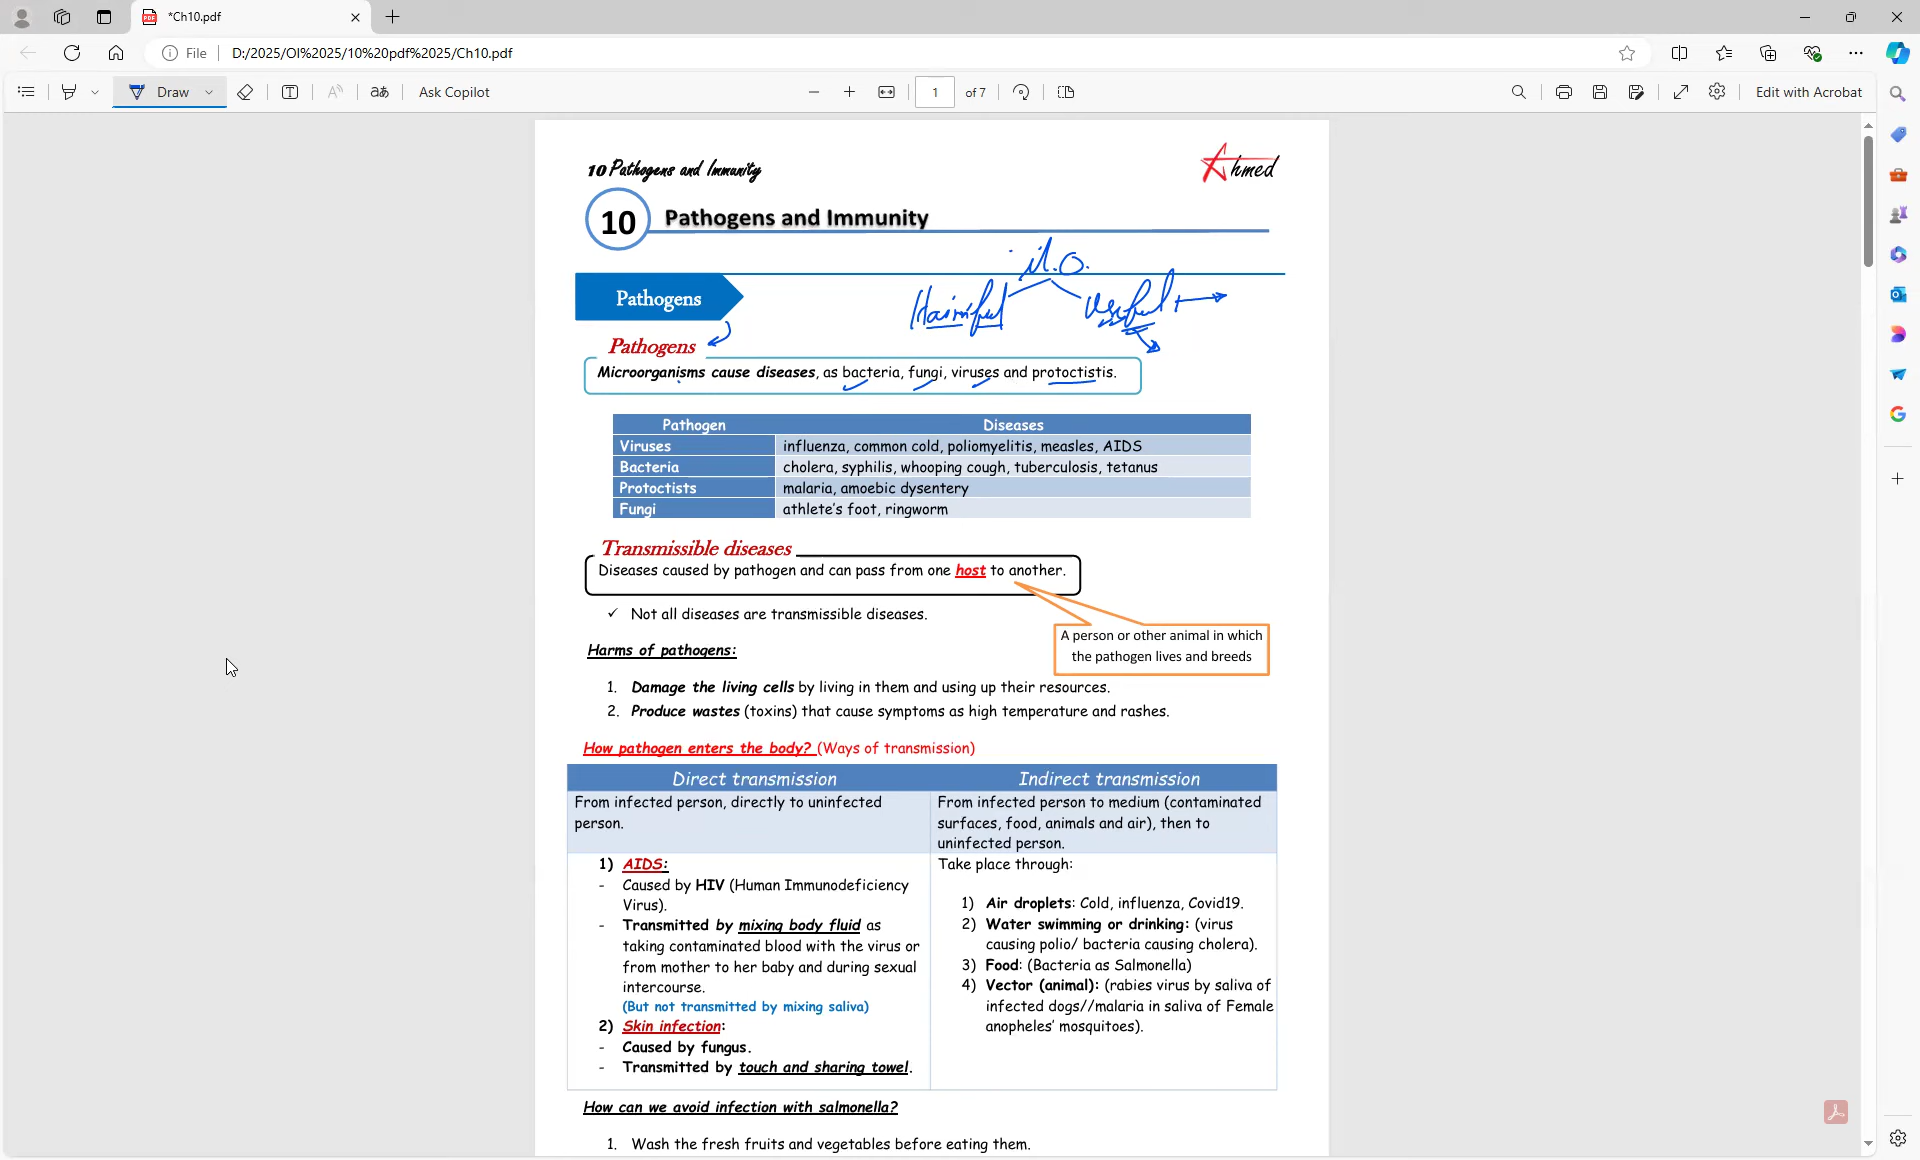 *Ch10.pdf
File
D:/2025/OI%2025/10%20pdf%2025/Ch10.pdf
Draw
Ask Copilot
1 of 7
Edit with Acrobat
10 Pathogens and Immunity
Ahmed
10 Pathogens and Immunity
M.O.
Harmful Useful
Pathogens
Pathogens
Microorganisms cause diseases, as bacteria, fungi, viruses and protoctistis.
Pathogen Diseases
Viruses influenza, common cold, poliomyelitis, measles, AIDS
Bacteria cholera, syphilis, whooping cough, tuberculosis, tetanus
Protoctists malaria, amoebic dysentery
Fungi athlete's foot, ringworm
Transmissible diseases
Diseases caused by pathogen and can pass from one host to another.
✓ Not all diseases are transmissible diseases.
A person or other animal in which
the pathogen lives and breeds
Harms of pathogens:
1. Damage the living cells by living in them and using up their resources.
2. Produce wastes (toxins) that cause symptoms as high temperature and rashes.
How pathogen enters the body? (Ways of transmission)
Direct transmission
From infected person, directly to uninfected
person.
1) AIDS:
- Caused by HIV (Human Immunodeficiency
Virus).
- Transmitted by mixing body fluid as
taking contaminated blood with the virus or
from mother to her baby and during sexual
intercourse.
(But not transmitted by mixing saliva)
2) Skin infection:
- Caused by fungus.
- Transmitted by touch and sharing towel.
Indirect transmission
From infected person to medium (contaminated
surfaces, food, animals and air), then to
uninfected person.
Take place through:
1) Air droplets: Cold, influenza, Covid19.
2) Water swimming or drinking: (virus
causing polio/ bacteria causing cholera).
3) Food: (Bacteria as Salmonella)
4) Vector (animal): (rabies virus by saliva of
infected dogs//malaria in saliva of Female
anopheles' mosquitoes).
How can we avoid infection with salmonella?
1. Wash the fresh fruits and vegetables before eating them.